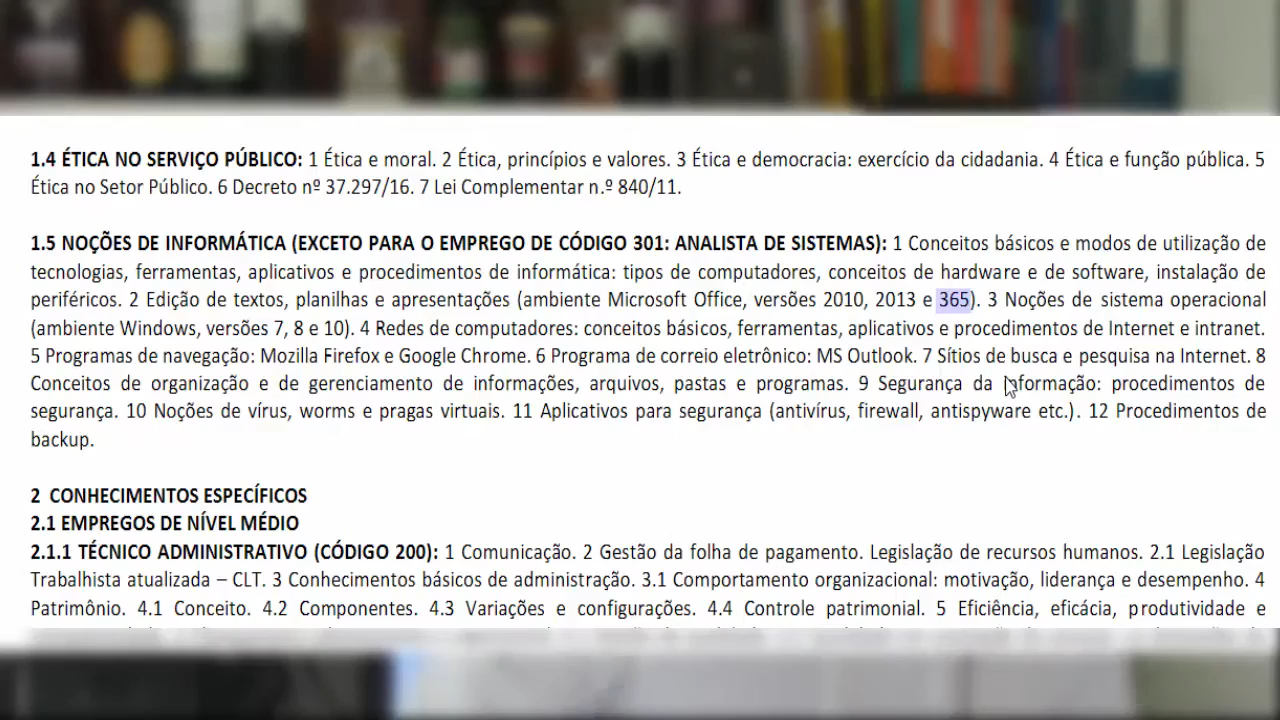 1.4 ÉTICA NO SERVIÇO PÚBLICO: 1 Ética e moral. 2 Ética, princípios e valores. 3 Ética e democracia: exercício da cidadania. 4 Ética e função pública. 5
Ética no Setor Público. 6 Decreto nº 37.297/16. 7 Lei Complementar n.º 840/11.
1.5 NOÇÕES DE INFORMÁTICA (EXCETO PARA O EMPREGO DE CÓDIGO 301: ANALISTA DE SISTEMAS): 1 Conceitos básicos e modos de utilização de
tecnologias, ferramentas, aplicativos e procedimentos de informática: tipos de computadores, conceitos de hardware e de software, instalação de
periféricos. 2 Edição de textos, planilhas e apresentações (ambiente Microsoft Office, versões 2010, 2013 e 365). 3 Noções de sistema operacional
(ambiente Windows, versões 7, 8 e 10). 4 Redes de computadores: conceitos básicos, ferramentas, aplicativos e procedimentos de Internet e intranet.
5 Programas de navegação: Mozilla Firefox e Google Chrome. 6 Programa de correio eletrônico: MS Outlook. 7 Sítios de busca e pesquisa na Internet. 8
Conceitos de organização e de gerenciamento de informações, arquivos, pastas e programas. 9 Segurança da informação: procedimentos de
segurança. 10 Noções de vírus, worms e pragas virtuais. 11 Aplicativos para segurança (antivírus, firewall, antispyware etc.). 12 Procedimentos de
backup.
2 CONHECIMENTOS ESPECÍFICOS
2.1 EMPREGOS DE NÍVEL MÉDIO
2.1.1 TÉCNICO ADMINISTRATIVO (CÓDIGO 200): 1 Comunicação. 2 Gestão da folha de pagamento. Legislação de recursos humanos. 2.1 Legislação
Trabalhista atualizada – CLT. 3 Conhecimentos básicos de administração. 3.1 Comportamento organizacional: motivação, liderança e desempenho. 4
Patrimônio. 4.1 Conceito. 4.2 Componentes. 4.3 Variações e configurações. 4.4 Controle patrimonial. 5 Eficiência, eficácia, produtividade e